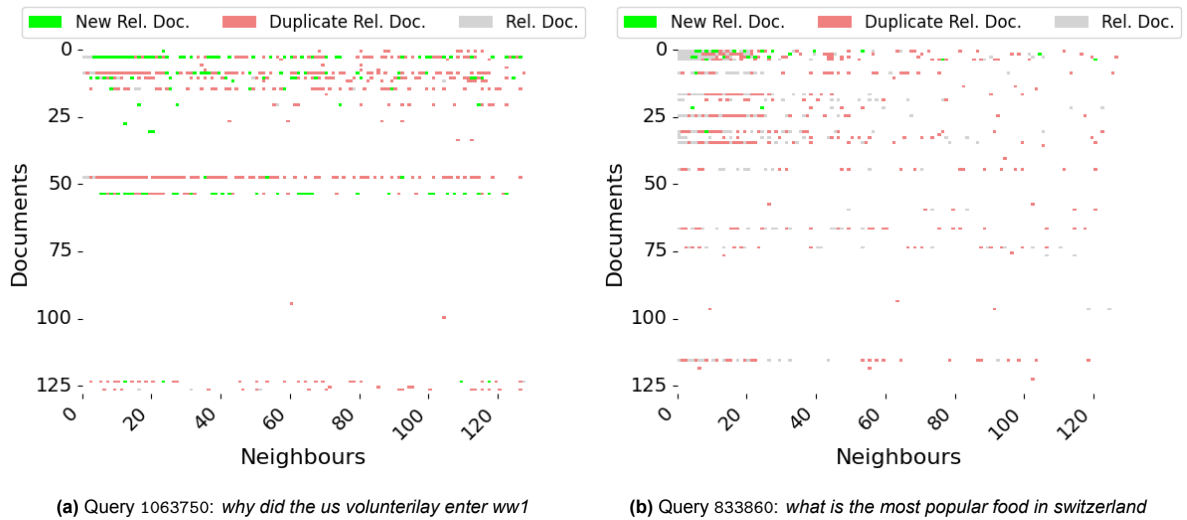 New Rel. Doc. Duplicate Rel. Doc. Rel. Doc.
0
25
50
75
100
125
Documents
0 20 40 60 80 100 120
Neighbours
(a) Query 1063750: why did the us volunterilay enter ww1
New Rel. Doc. Duplicate Rel. Doc. Rel. Doc.
0
25
50
75
100
125
Documents
0 20 40 60 80 100 120
Neighbours
(b) Query 833860: what is the most popular food in switzerland